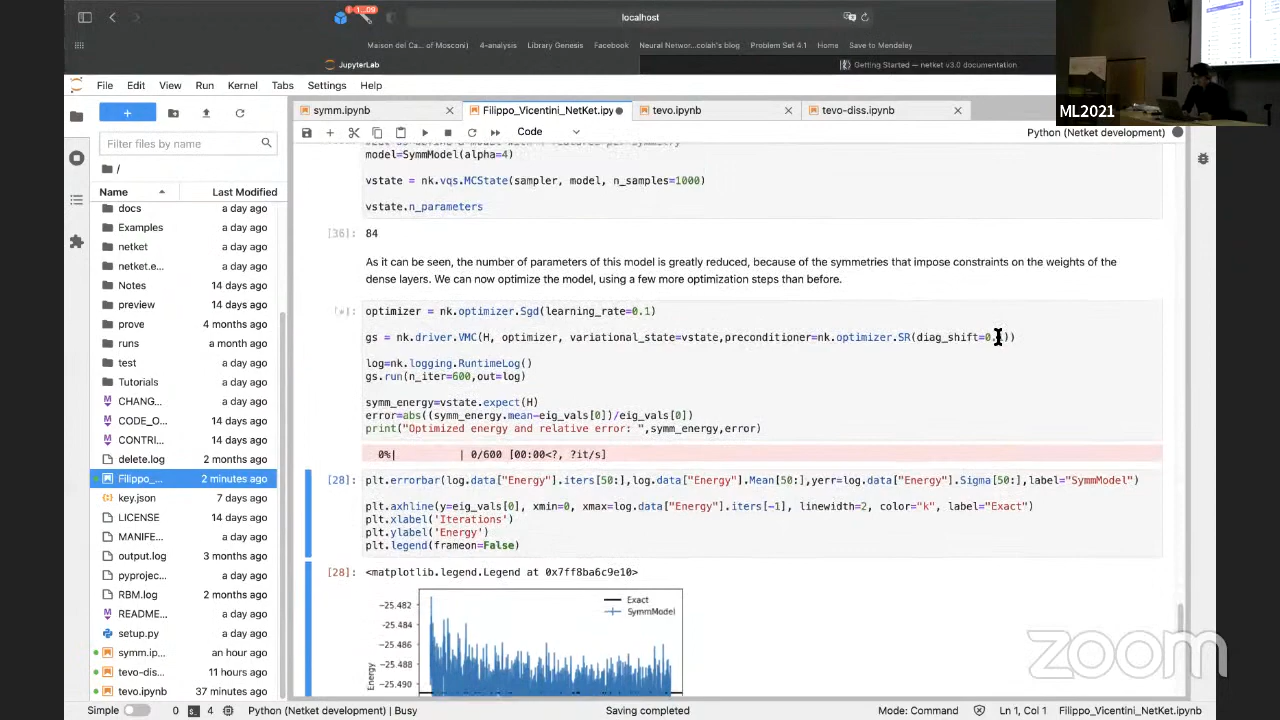 localhost
Maison del Ca... of Mosconi)
4-analysis
Library Genesis
Facebook
Neural Networ...colah's blog
Problem Set 4.1
Home
Save to Mendeley
JupyterLab
Getting Started — netket v3.0 documentation
ML2021
File Edit View Run Kernel Tabs Settings Help
symm.ipynb
Filippo_Vicentini_NetKet.ipy
tevo.ipynb
tevo-diss.ipynb
Code
Python (Netket development)
Filter files by name
/
Name Last Modified
docs a day ago
Examples a day ago
netket a day ago
netket.e... a day ago
Notes 14 days ago
preview 14 days ago
prove 4 months ago
runs 4 months ago
test a day ago
Tutorials a day ago
CHANG... a day ago
CODE_O... 14 days ago
CONTRI... a day ago
delete.log 2 months ago
Filippo_... 2 minutes ago
key.json 7 days ago
LICENSE 14 days ago
MANIFE... a day ago
output.log 3 months ago
pyprojec... a day ago
RBM.log 2 months ago
README... a day ago
setup.py a day ago
symm.ip... an hour ago
tevo-dis... 11 hours ago
tevo.ipynb 37 minutes ago
model=SymmModel(alpha=4)
vstate = nk.vqs.MCState(sampler, model, n_samples=1000)
vstate.n_parameters
[36]: 84
As it can be seen, the number of parameters of this model is greatly reduced, because of the symmetries that impose constraints on the weights of the
dense layers. We can now optimize the model, using a few more optimization steps than before.
[*]: optimizer = nk.optimizer.Sgd(learning_rate=0.1)
gs = nk.driver.VMC(H, optimizer, variational_state=vstate,preconditioner=nk.optimizer.SR(diag_shift=0. ))
log=nk.logging.RuntimeLog()
gs.run(n_iter=600,out=log)
symm_energy=vstate.expect(H)
error=abs((symm_energy.mean-eig_vals[0])/eig_vals[0])
print("Optimized energy and relative error: ",symm_energy,error)
0%| | 0/600 [00:00<?, ?it/s]
[28]: plt.errorbar(log.data["Energy"].iters[50:],log.data["Energy"].Mean[50:],yerr=log.data["Energy"].Sigma[50:],label="SymmModel")
plt.axhline(y=eig_vals[0], xmin=0, xmax=log.data["Energy"].iters[-1], linewidth=2, color="k", label="Exact")
plt.xlabel('Iterations')
plt.ylabel('Energy')
plt.legend(frameon=False)
[28]: <matplotlib.legend.Legend at 0x7ff8ba6c9e10>
−25.482
−25.484
−25.486
−25.488
−25.490
Energy
Exact
SymmModel
zoom
Simple 0 4 Python (Netket development) | Busy Saving completed Mode: Command Ln 1, Col 1 Filippo_Vicentini_NetKet.ipynb